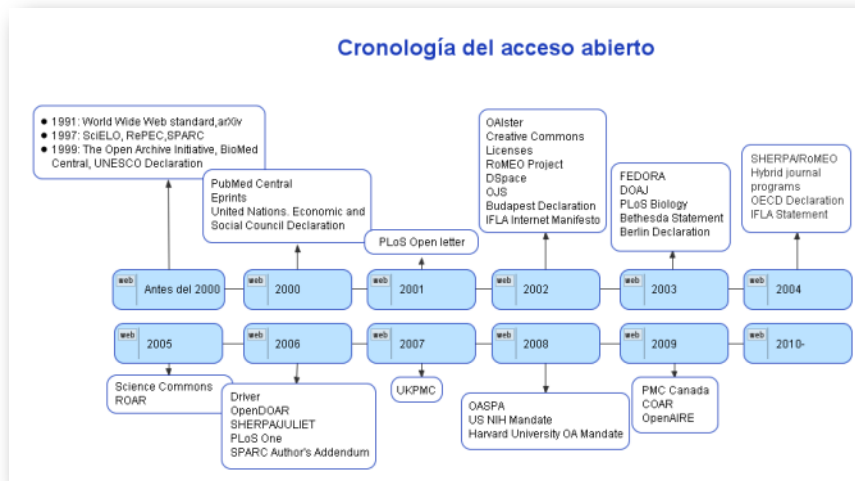 Cronología del acceso abierto
● 1991: World Wide Web standard,arXiv
● 1997: SciELO, RePEC,SPARC
● 1999: The Open Archive Initiative, BioMed
Central, UNESCO Declaration
PubMed Central
Eprints
United Nations. Economic and
Social Council Declaration
PLoS Open letter
OAIster
Creative Commons
Licenses
RoMEO Project
DSpace
OJS
Budapest Declaration
IFLA Internet Manifesto
FEDORA
DOAJ
PLoS Biology
Bethesda Statement
Berlin Declaration
SHERPA/RoMEO
Hybrid journal
programs
OECD Declaration
IFLA Statement
web Antes del 2000
web 2000
web 2001
web 2002
web 2003
web 2004
web 2005
web 2006
web 2007
web 2008
web 2009
web 2010-
Science Commons
ROAR
Driver
OpenDOAR
SHERPA/JULIET
PLoS One
SPARC Author's Addendum
UKPMC
OASPA
US NIH Mandate
Harvard University OA Mandate
PMC Canada
COAR
OpenAIRE